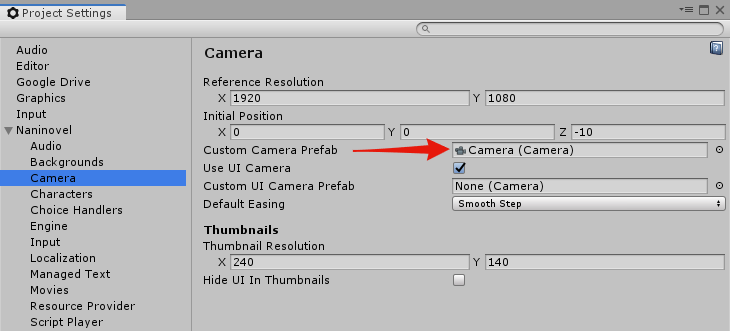 Project Settings
Audio
Editor
Google Drive
Graphics
Input
Naninovel
Audio
Backgrounds
Camera
Characters
Choice Handlers
Engine
Input
Localization
Managed Text
Movies
Resource Provider
Script Player
Camera
Reference Resolution
X 1920 Y 1080
Initial Position
X 0 Y 0 Z -10
Custom Camera Prefab Camera (Camera)
Use UI Camera
Custom UI Camera Prefab None (Camera)
Default Easing Smooth Step
Thumbnails
Thumbnail Resolution
X 240 Y 140
Hide UI In Thumbnails